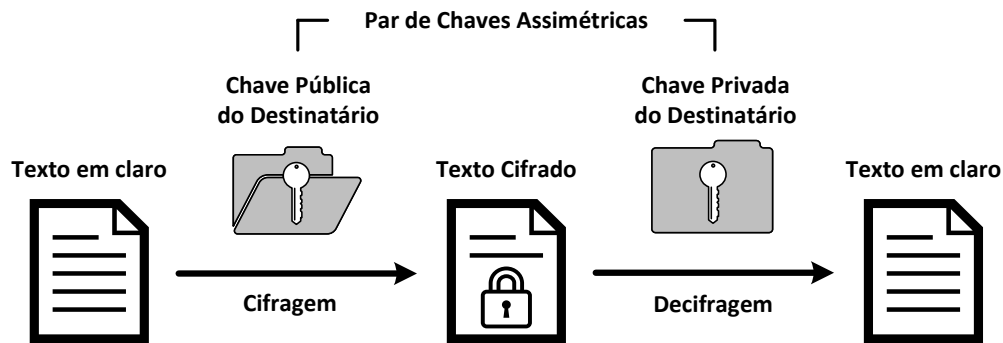 Par de Chaves Assimétricas
Chave Pública
do Destinatário
Chave Privada
do Destinatário
Texto em claro
Texto Cifrado
Texto em claro
Cifragem
Decifragem